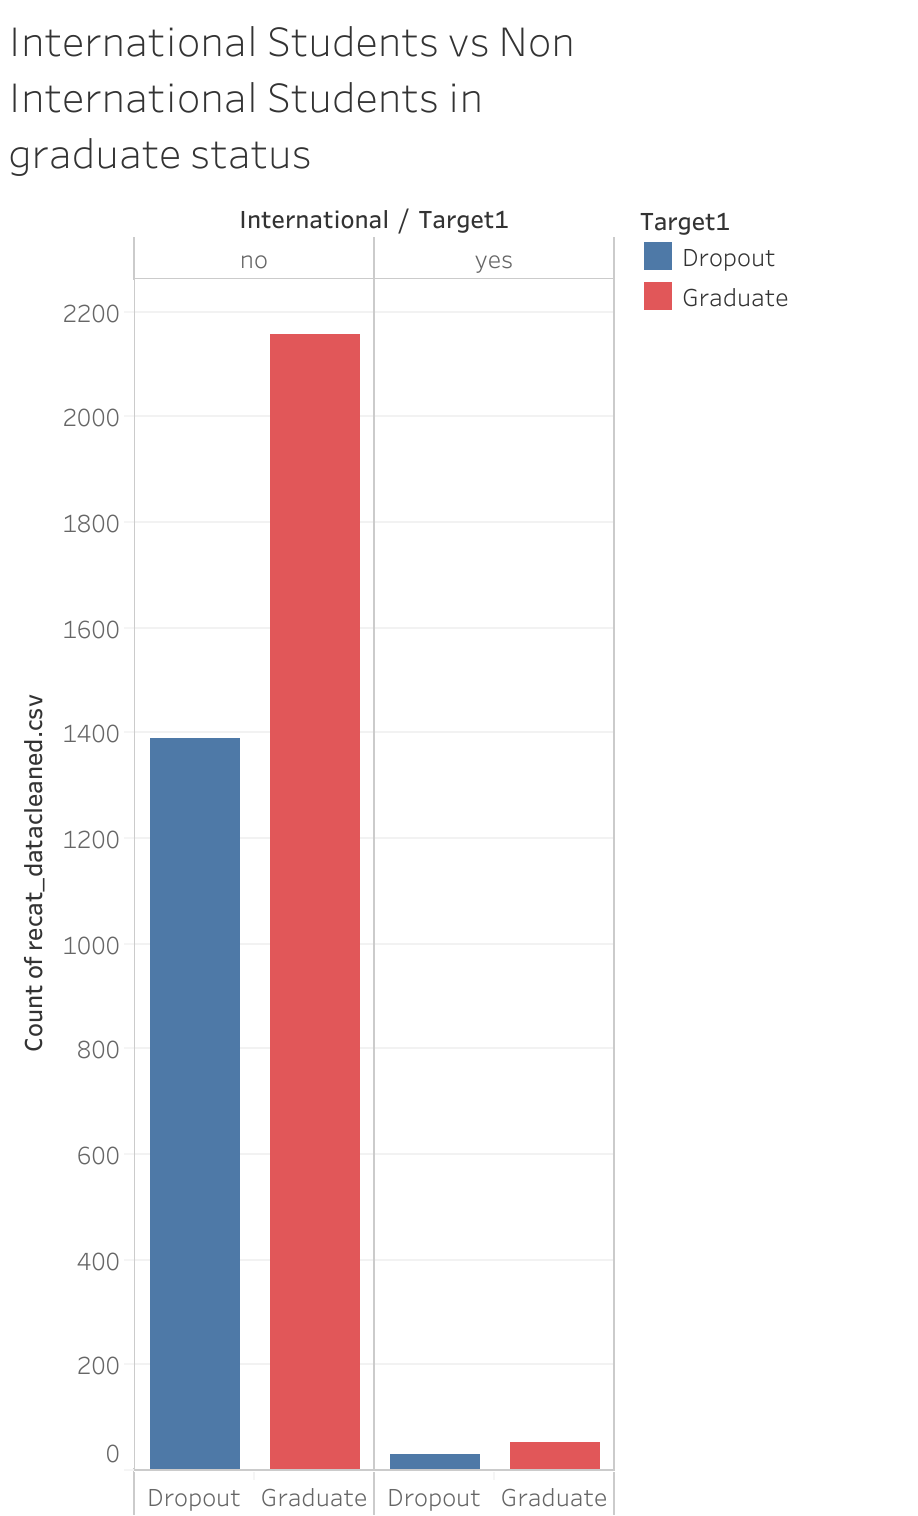 International Students vs Non
International Students in
graduate status
International / Target1
Target1
no
yes
Dropout
Graduate
2200
2000
1800
1600
1400
1200
1000
800
600
400
200
0
Count of recat_datacleaned.csv
Dropout Graduate Dropout Graduate